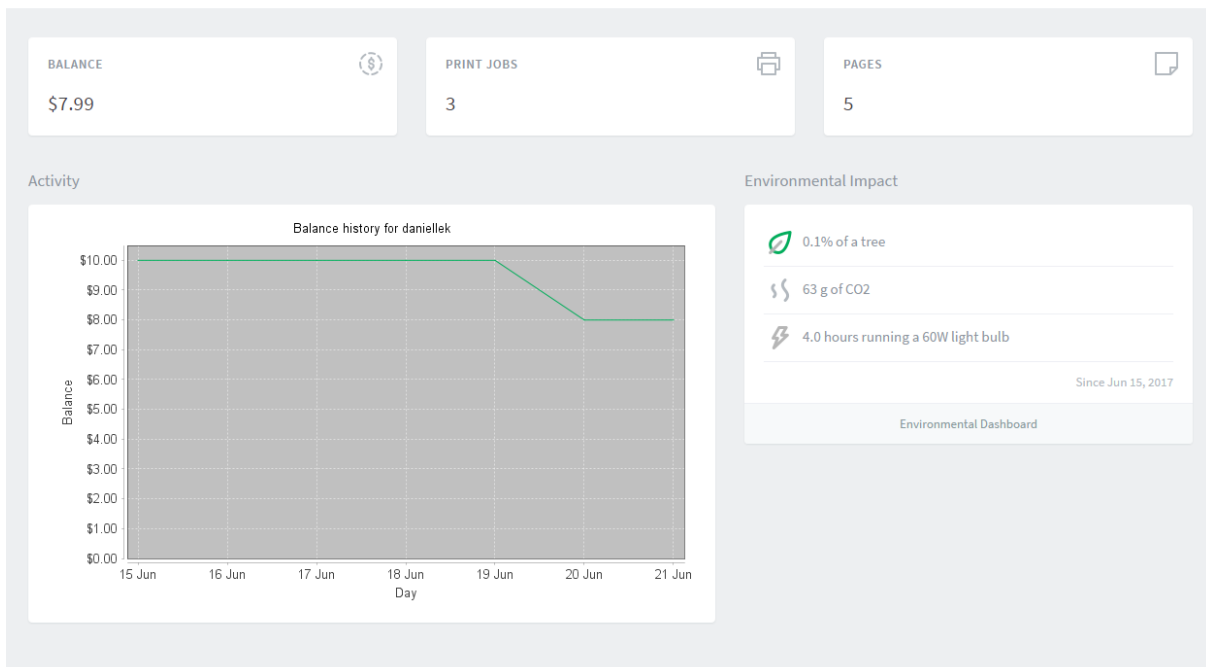 BALANCE
$7.99
PRINT JOBS
3
PAGES
5
Activity
Balance history for daniellek
$10.00
$9.00
$8.00
$7.00
$6.00
$5.00
$4.00
$3.00
$2.00
$1.00
$0.00
Balance
15 Jun 16 Jun 17 Jun 18 Jun 19 Jun 20 Jun 21 Jun
Day
Environmental Impact
0.1% of a tree
63 g of CO2
4.0 hours running a 60W light bulb
Since Jun 15, 2017
Environmental Dashboard